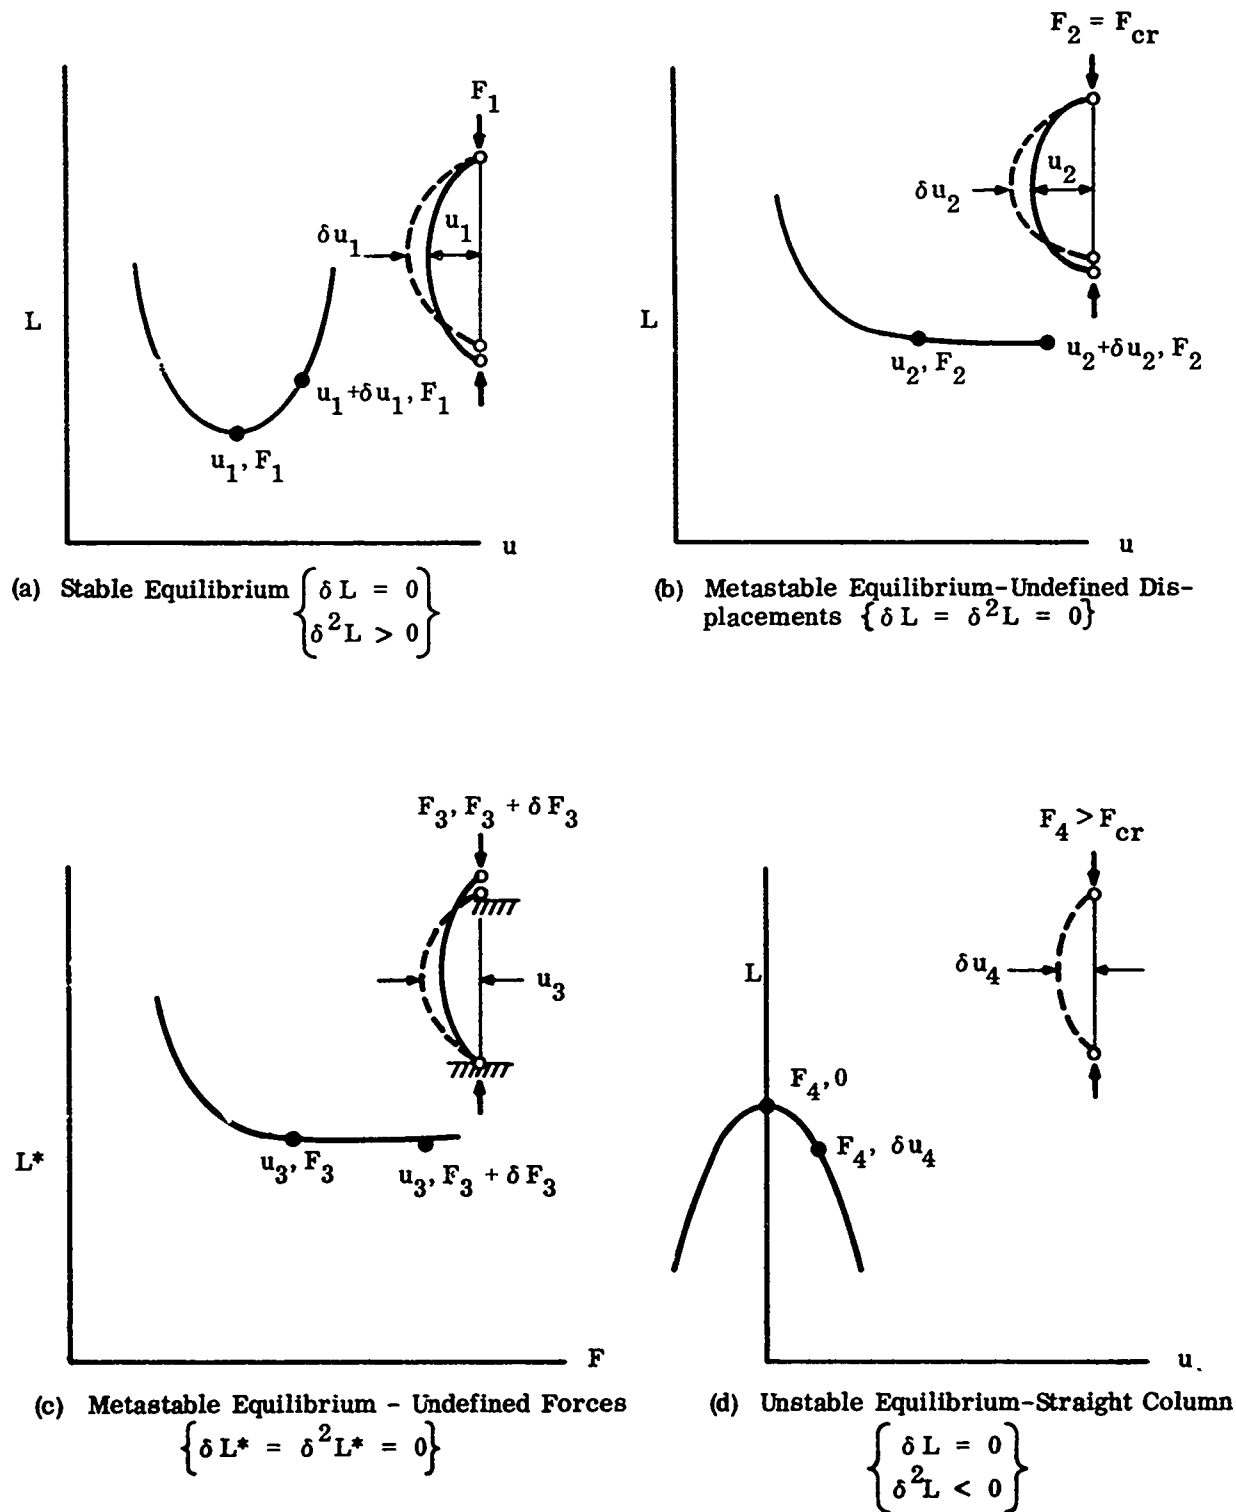 F₁
δu₁
u₁
L
u₁+δu₁, F₁
u₁, F₁
u
(a) Stable Equilibrium { δL = 0
δ²L > 0 }
F₂ = F_cr
u₂
δu₂
L
u₂, F₂
u₂+δu₂, F₂
u
(b) Metastable Equilibrium-Undefined Dis-
placements {δL = δ²L = 0}
F₃, F₃ + δF₃
u₃
L*
u₃, F₃
u₃, F₃ + δF₃
F
(c) Metastable Equilibrium - Undefined Forces
{δL* = δ²L* = 0}
F₄ > F_cr
L
δu₄
F₄, 0
F₄, δu₄
u.
(d) Unstable Equilibrium-Straight Column
{ δL = 0
δ²L < 0 }